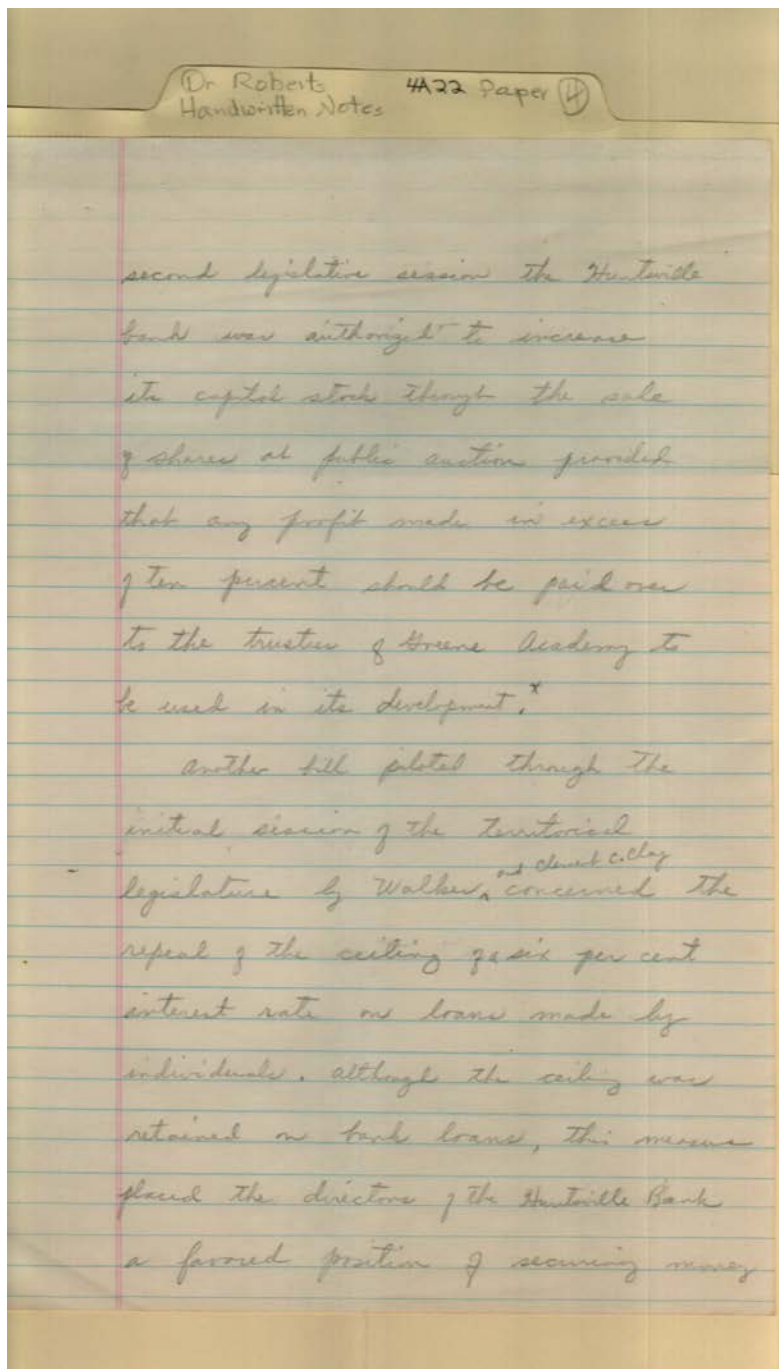 Dr Roberts 4A22 Paper 4
Handwritten Notes
second legislative session the Huntsville
bank was authorized to increase
its capital stock through the sale
of shares at public auction provided
that any profit made in excess
of ten percent should be paid over
to the trustees of Greene Academy to
be used in its development.x
Another bill piloted through the
initial session of the Territorial
and Clement C. Clay
legislature by Walker ^ concerned the
repeal of the ceiling of a six per cent
interest rate on loans made by
individuals. Although the ceiling was
retained on bank loans, this measure
placed the directors of the Huntsville Bank
a favored position of securing money